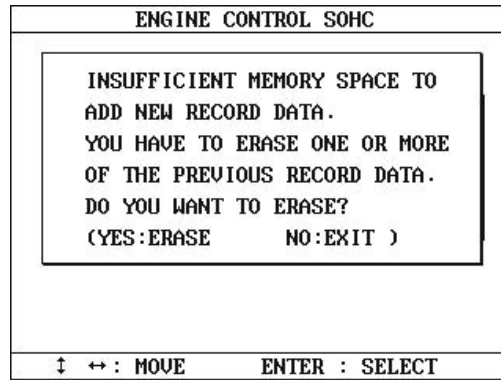 ENGINE CONTROL SOHC
INSUFFICIENT MEMORY SPACE TO
ADD NEW RECORD DATA.
YOU HAVE TO ERASE ONE OR MORE
OF THE PREVIOUS RECORD DATA.
DO YOU WANT TO ERASE?
(YES:ERASE NO:EXIT )
↕ ↔: MOVE ENTER : SELECT